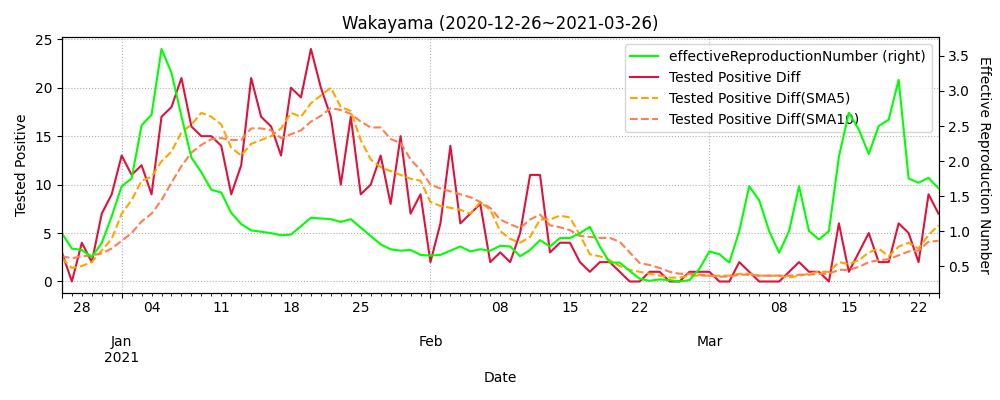 Wakayama (2020-12-26~2021-03-26)
effectiveReproductionNumber (right)
Tested Positive Diff
Tested Positive Diff(SMA5)
Tested Positive Diff(SMA10)
Tested Positive
25
20
15
10
5
0
Effective Reproduction Number
3.5
3.0
2.5
2.0
1.5
1.0
0.5
28 04 11 18 25 08 15 22 08 15 22
Jan Feb Mar
2021
Date